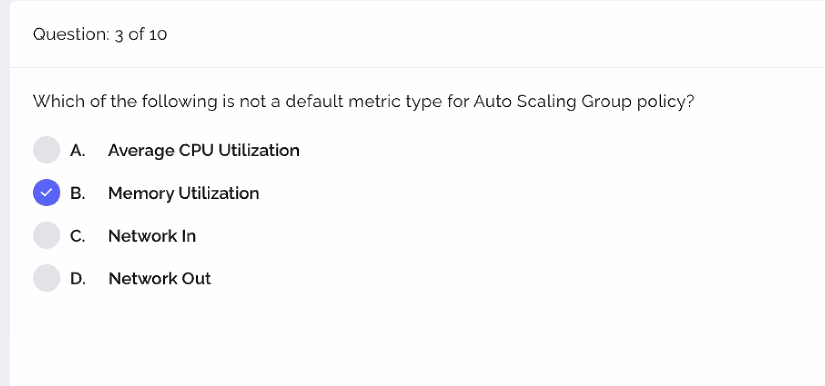 Question: 3 of 10
Which of the following is not a default metric type for Auto Scaling Group policy?
A. Average CPU Utilization
B. Memory Utilization
C. Network In
D. Network Out